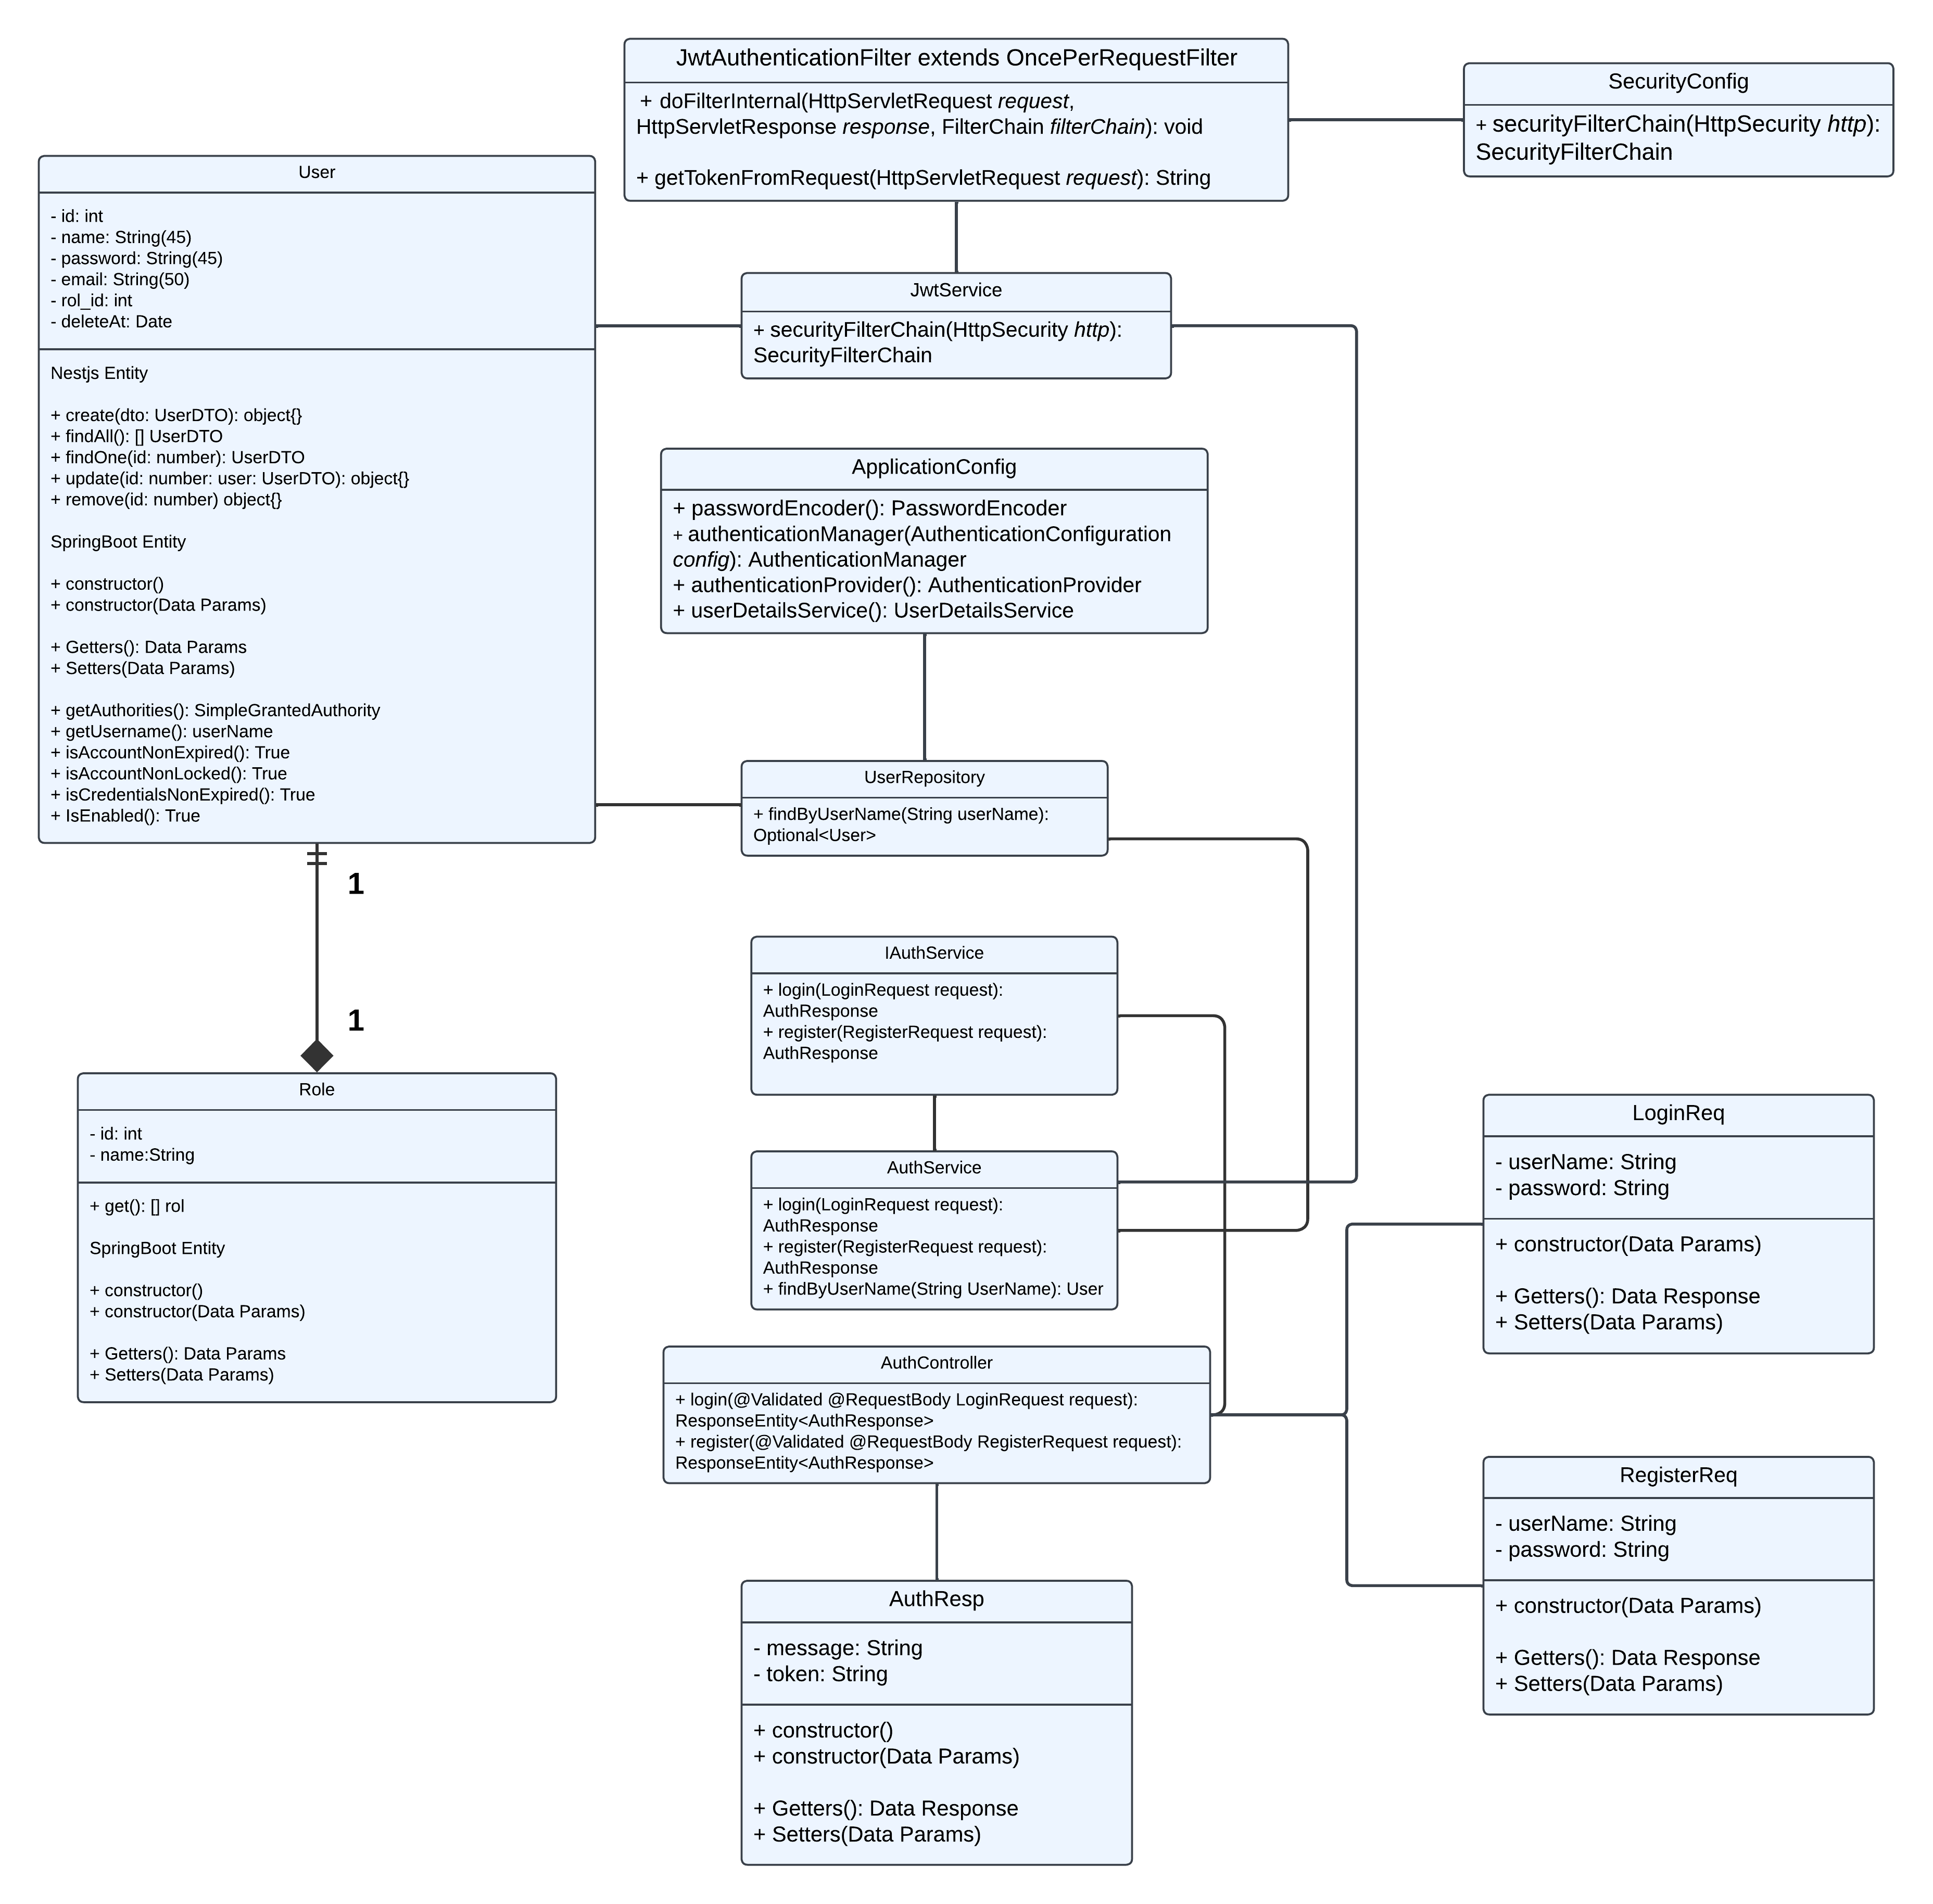 JwtAuthenticationFilter extends OncePerRequestFilter
+ doFilterInternal(HttpServletRequest request,
HttpServletResponse response, FilterChain filterChain): void
+ getTokenFromRequest(HttpServletRequest request): String
SecurityConfig
+ securityFilterChain(HttpSecurity http):
SecurityFilterChain
User
- id: int
- name: String(45)
- password: String(45)
- email: String(50)
- rol_id: int
- deleteAt: Date
Nestjs Entity
+ create(dto: UserDTO): object{}
+ findAll(): [] UserDTO
+ findOne(id: number): UserDTO
+ update(id: number: user: UserDTO): object{}
+ remove(id: number) object{}
SpringBoot Entity
+ constructor()
+ constructor(Data Params)
+ Getters(): Data Params
+ Setters(Data Params)
+ getAuthorities(): SimpleGrantedAuthority
+ getUsername(): userName
+ isAccountNonExpired(): True
+ isAccountNonLocked(): True
+ isCredentialsNonExpired(): True
+ IsEnabled(): True
JwtService
+ securityFilterChain(HttpSecurity http):
SecurityFilterChain
ApplicationConfig
+ passwordEncoder(): PasswordEncoder
+ authenticationManager(AuthenticationConfiguration
config): AuthenticationManager
+ authenticationProvider(): AuthenticationProvider
+ userDetailsService(): UserDetailsService
UserRepository
+ findByUserName(String userName):
Optional<User>
1
1
Role
- id: int
- name:String
+ get(): [] rol
SpringBoot Entity
+ constructor()
+ constructor(Data Params)
+ Getters(): Data Params
+ Setters(Data Params)
IAuthService
+ login(LoginRequest request):
AuthResponse
+ register(RegisterRequest request):
AuthResponse
AuthService
+ login(LoginRequest request):
AuthResponse
+ register(RegisterRequest request):
AuthResponse
+ findByUserName(String UserName): User
AuthController
+ login(@Validated @RequestBody LoginRequest request):
ResponseEntity<AuthResponse>
+ register(@Validated @RequestBody RegisterRequest request):
ResponseEntity<AuthResponse>
LoginReq
- userName: String
- password: String
+ constructor(Data Params)
+ Getters(): Data Response
+ Setters(Data Params)
RegisterReq
- userName: String
- password: String
+ constructor(Data Params)
+ Getters(): Data Response
+ Setters(Data Params)
AuthResp
- message: String
- token: String
+ constructor()
+ constructor(Data Params)
+ Getters(): Data Response
+ Setters(Data Params)